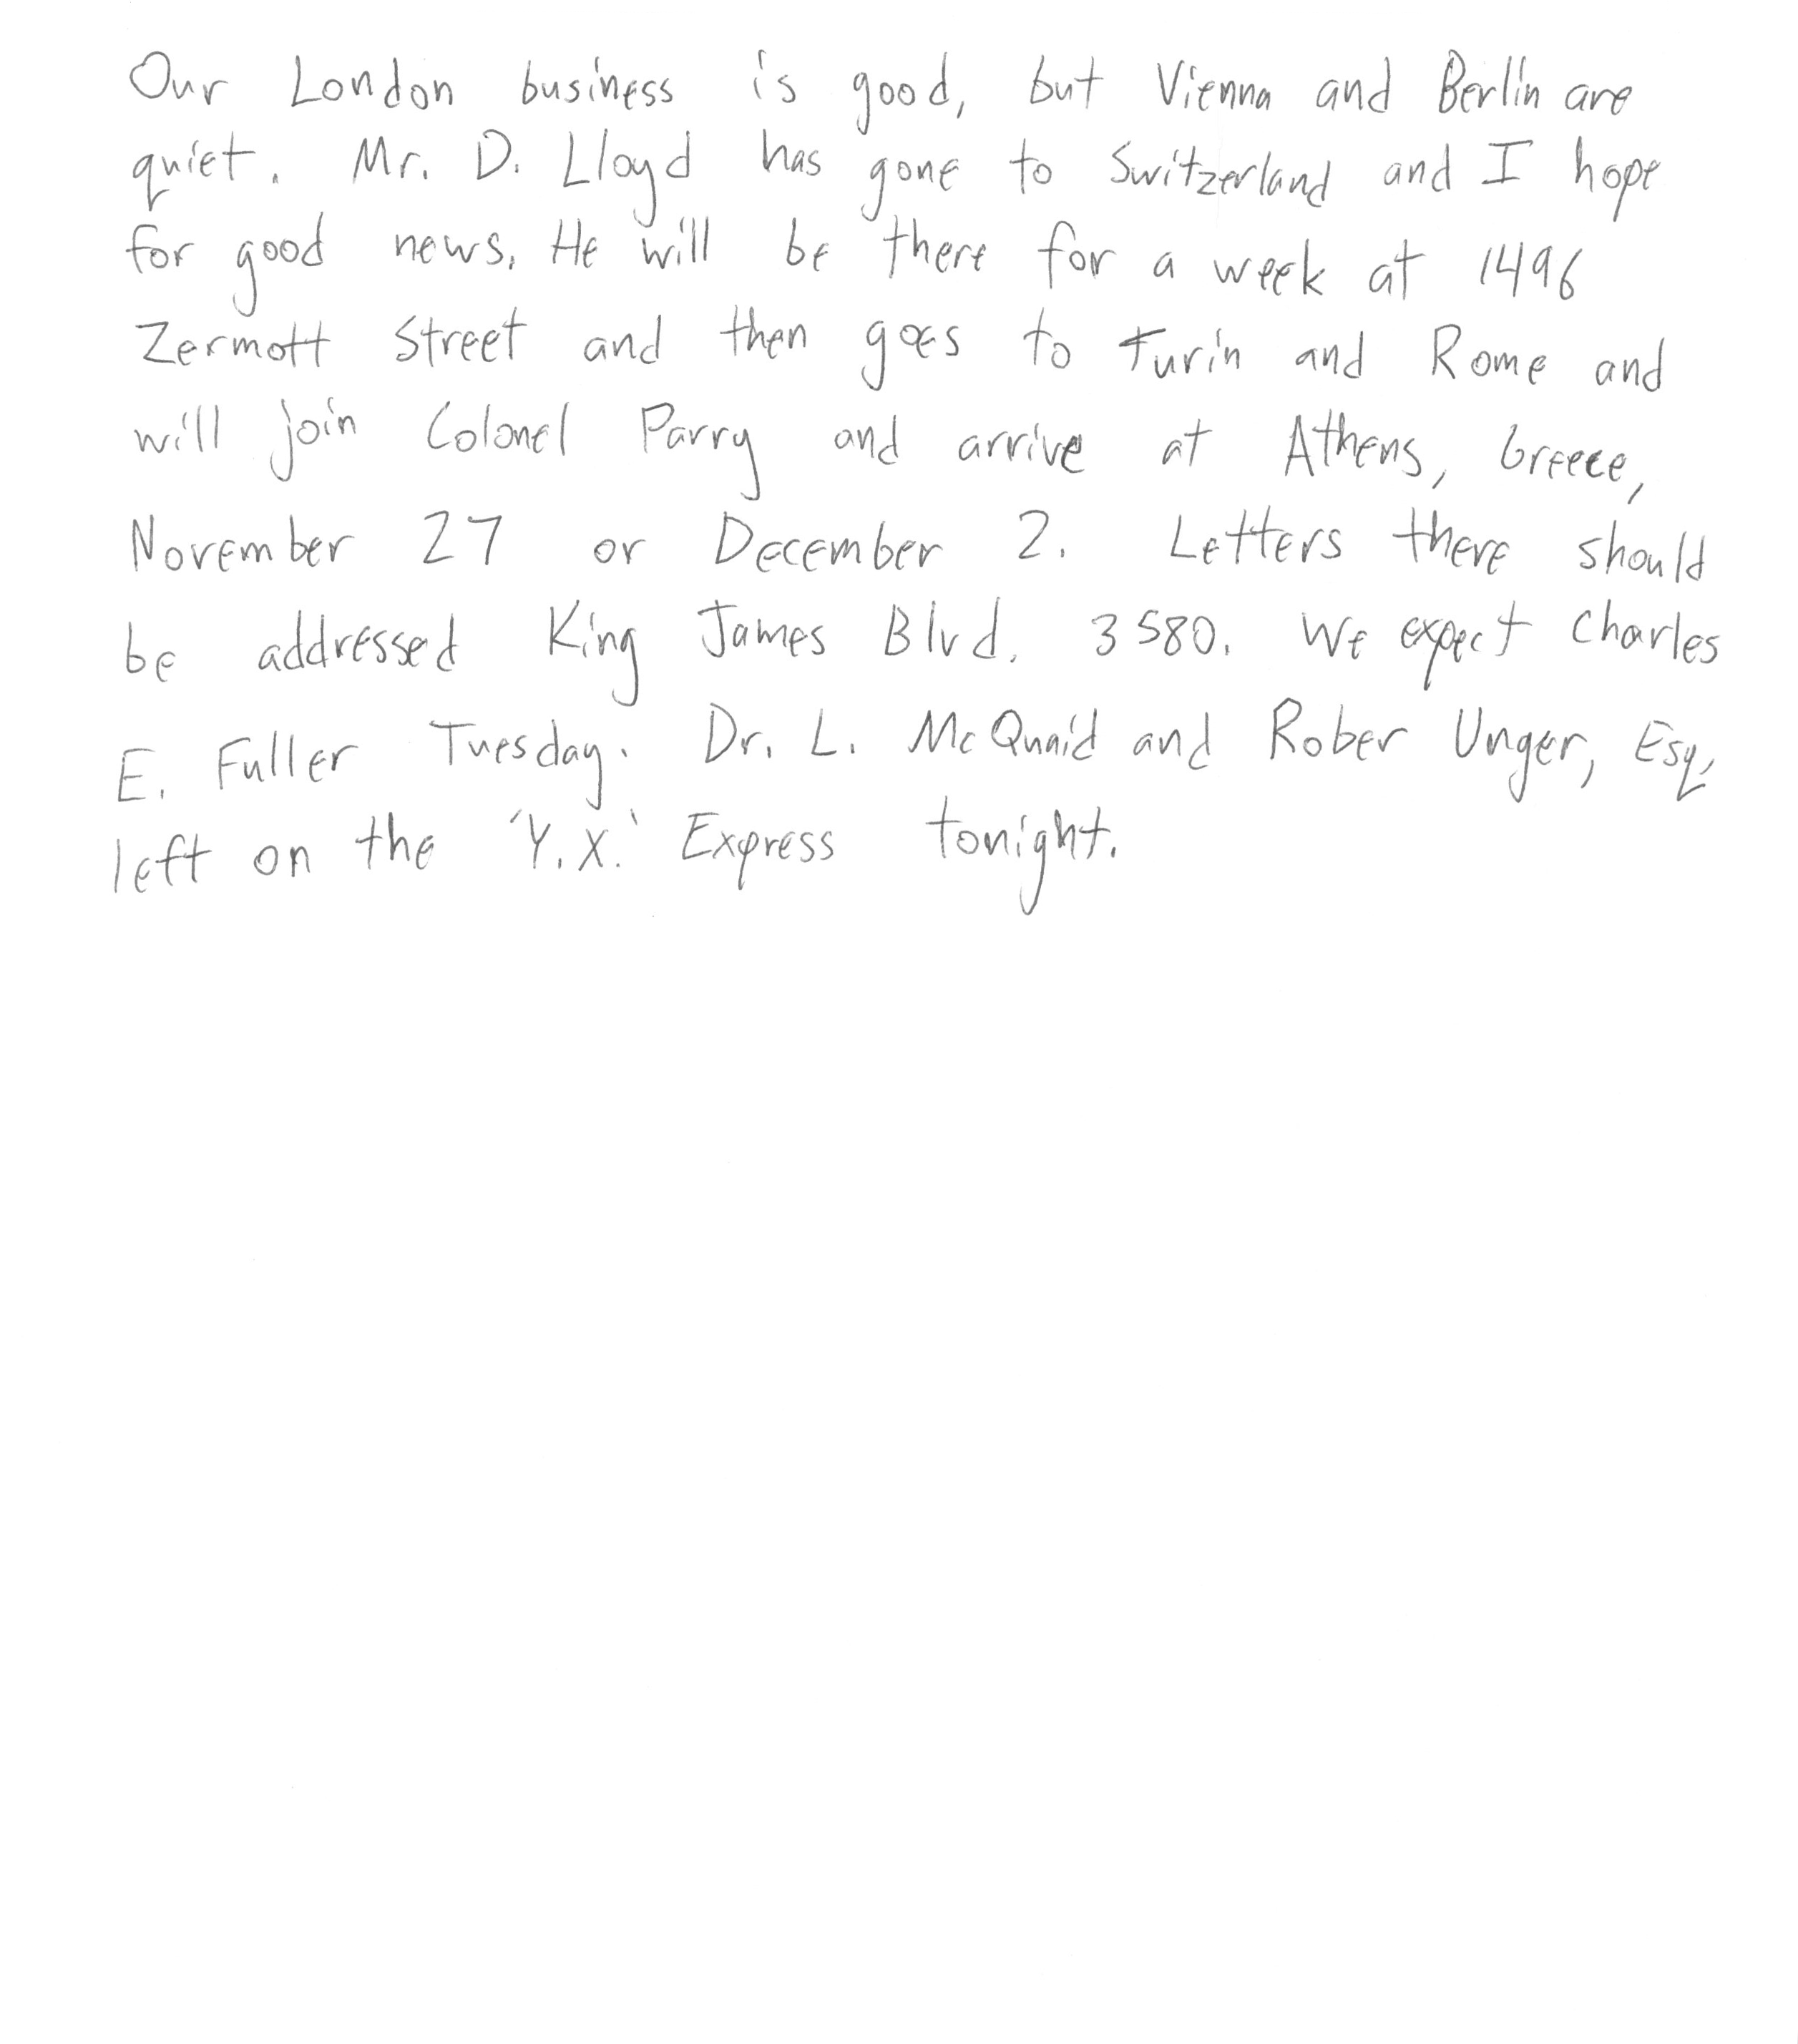 Our London business is good, but Vienna and Berlin are
quiet. Mr. D. Lloyd has gone to Switzerland and I hope
for good news. He will be there for a week at 1496
Zermott Street and then goes to Turin and Rome and
will join Colonel Parry and arrive at Athens, Greece,
November 27 or December 2. Letters there should
be addressed King James Blvd. 3580. We expect Charles
E. Fuller Tuesday. Dr. L. McQuaid and Rober Unger, Esq,
left on the 'Y.X.' Express tonight.